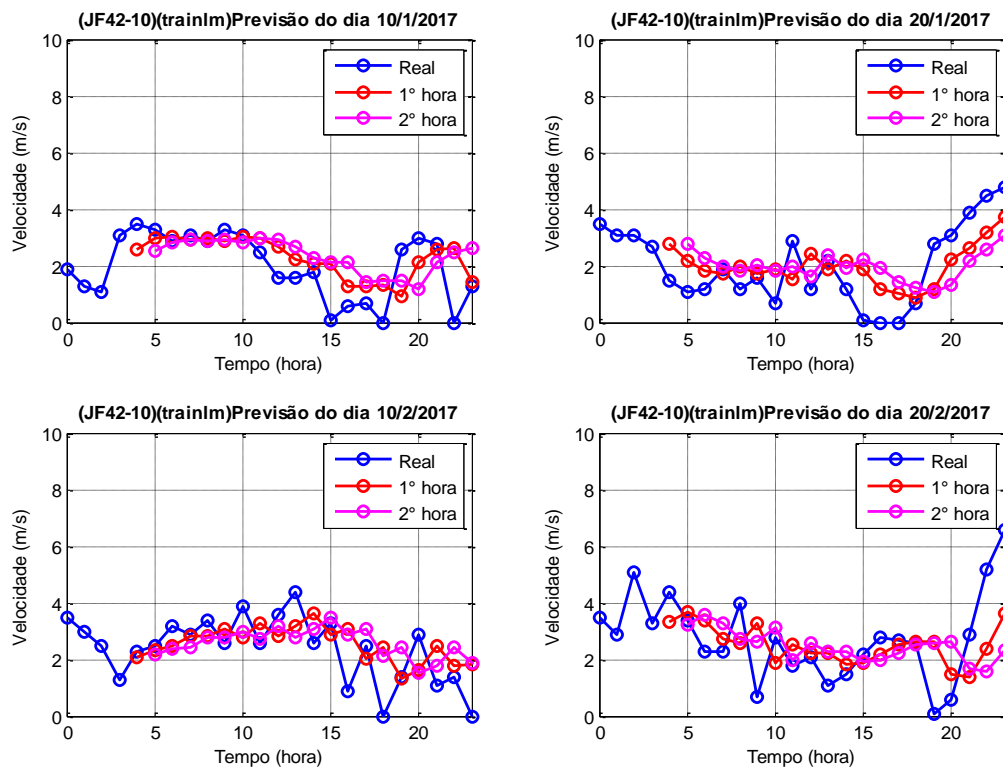 (JF42-10)(trainlm)Previsão do dia 10/1/2017
10
8
6
4
2
0
0
5
10
15
20
Velocidade (m/s)
Tempo (hora)
Real
1° hora
2° hora
(JF42-10)(trainlm)Previsão do dia 20/1/2017
10
8
6
4
2
0
0
5
10
15
20
Velocidade (m/s)
Tempo (hora)
Real
1° hora
2° hora
(JF42-10)(trainlm)Previsão do dia 10/2/2017
10
8
6
4
2
0
0
5
10
15
20
Velocidade (m/s)
Tempo (hora)
Real
1° hora
2° hora
(JF42-10)(trainlm)Previsão do dia 20/2/2017
10
8
6
4
2
0
0
5
10
15
20
Velocidade (m/s)
Tempo (hora)
Real
1° hora
2° hora